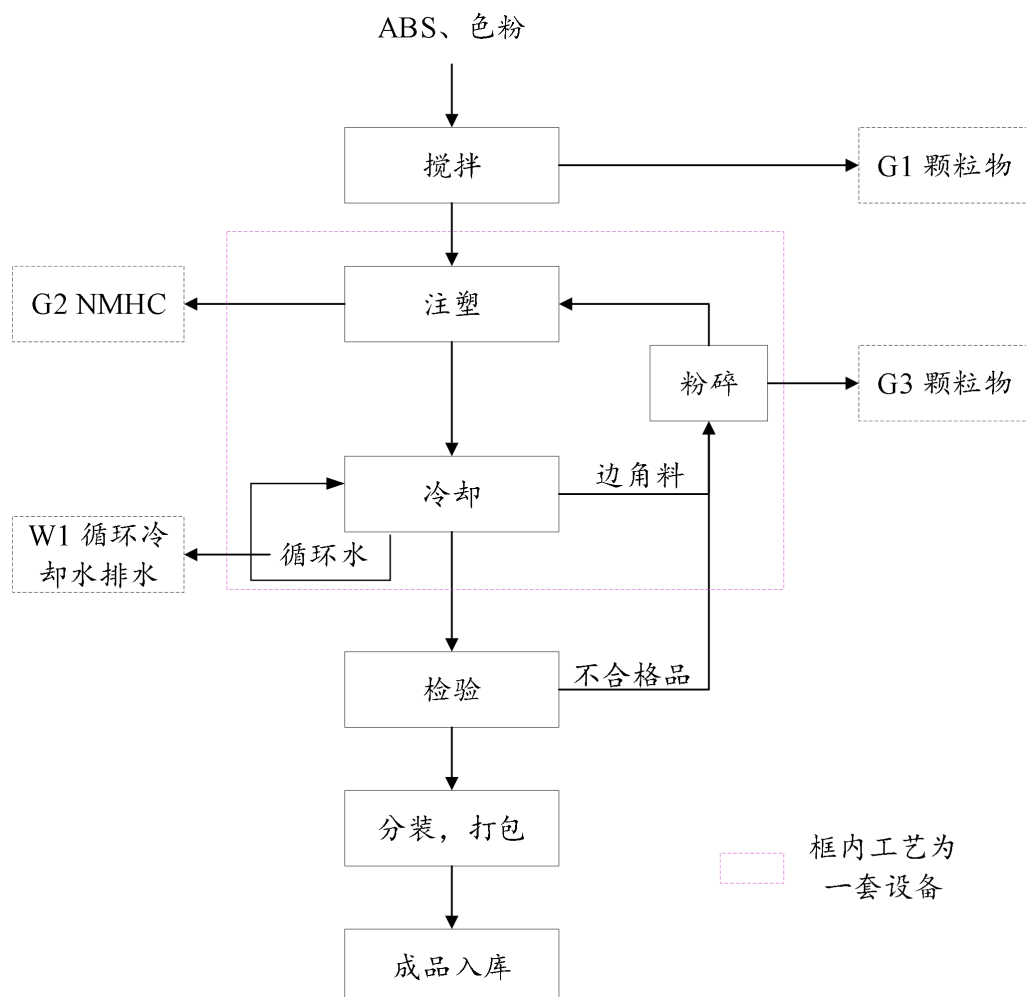 ABS、色粉
搅拌
G1 颗粒物
G2 NMHC
注塑
粉碎
G3 颗粒物
冷却
边角料
W1 循环冷
却水排水
循环水
检验
不合格品
分装，打包
框内工艺为
一套设备
成品入库